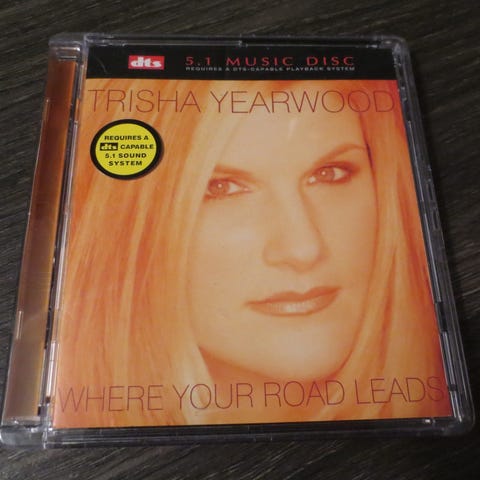 dts 5.1 MUSIC DISC
REQUIRES A DTS-CAPABLE PLAYBACK SYSTEM
TRISHA YEARWOOD
REQUIRES A
dts CAPABLE
5.1 SOUND
SYSTEM
WHERE YOUR ROAD LEADS